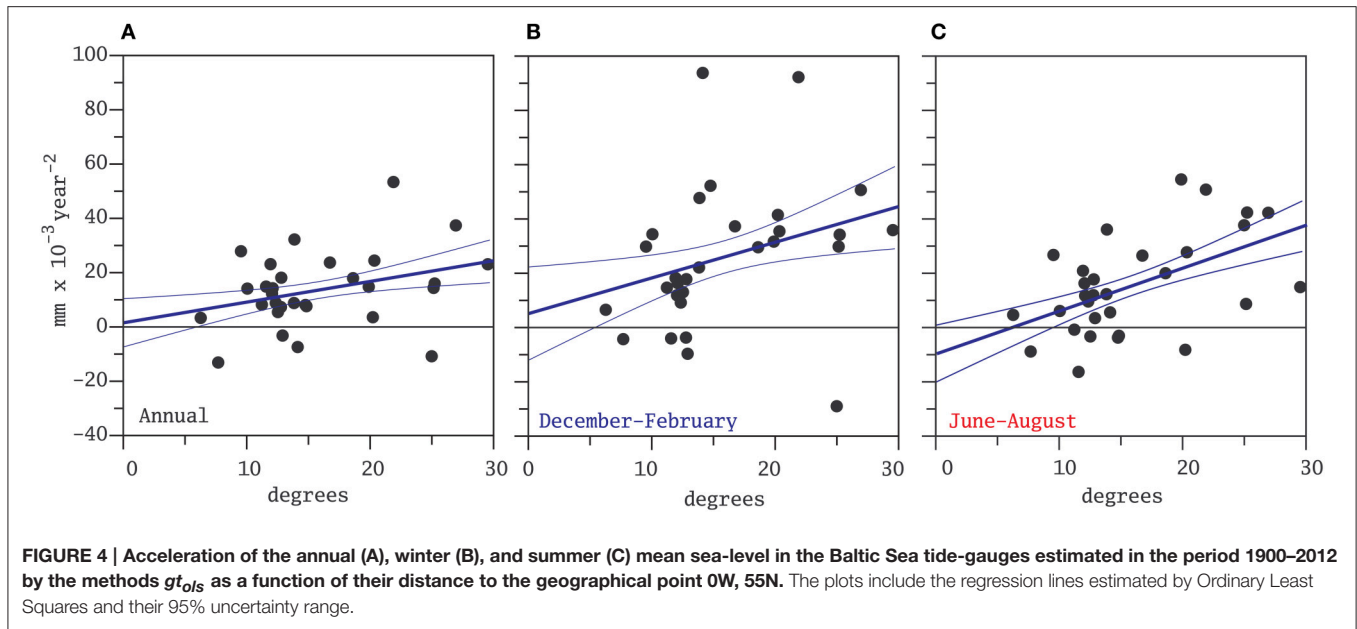 A B C
100
80
60
40
20
0
−20
−40
mm x 10⁻³ year⁻²
Annual
December–February
June–August
0 10 20 30 0 10 20 30 0 10 20 30
degrees degrees degrees
FIGURE 4 | Acceleration of the annual (A), winter (B), and summer (C) mean sea-level in the Baltic Sea tide-gauges estimated in the period 1900–2012
by the methods gt_ols as a function of their distance to the geographical point 0W, 55N. The plots include the regression lines estimated by Ordinary Least
Squares and their 95% uncertainty range.